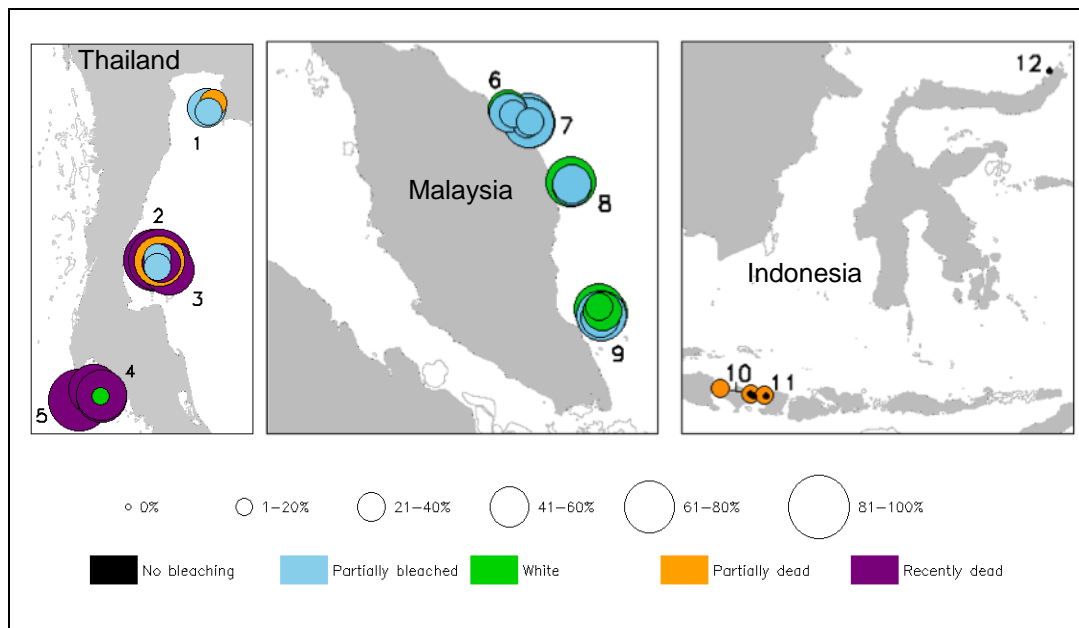 Thailand
1
2
3
4
5
6
7
Malaysia
8
9
12
Indonesia
10
11
0%
1-20%
21-40%
41-60%
61-80%
81-100%
No bleaching
Partially bleached
White
Partially dead
Recently dead